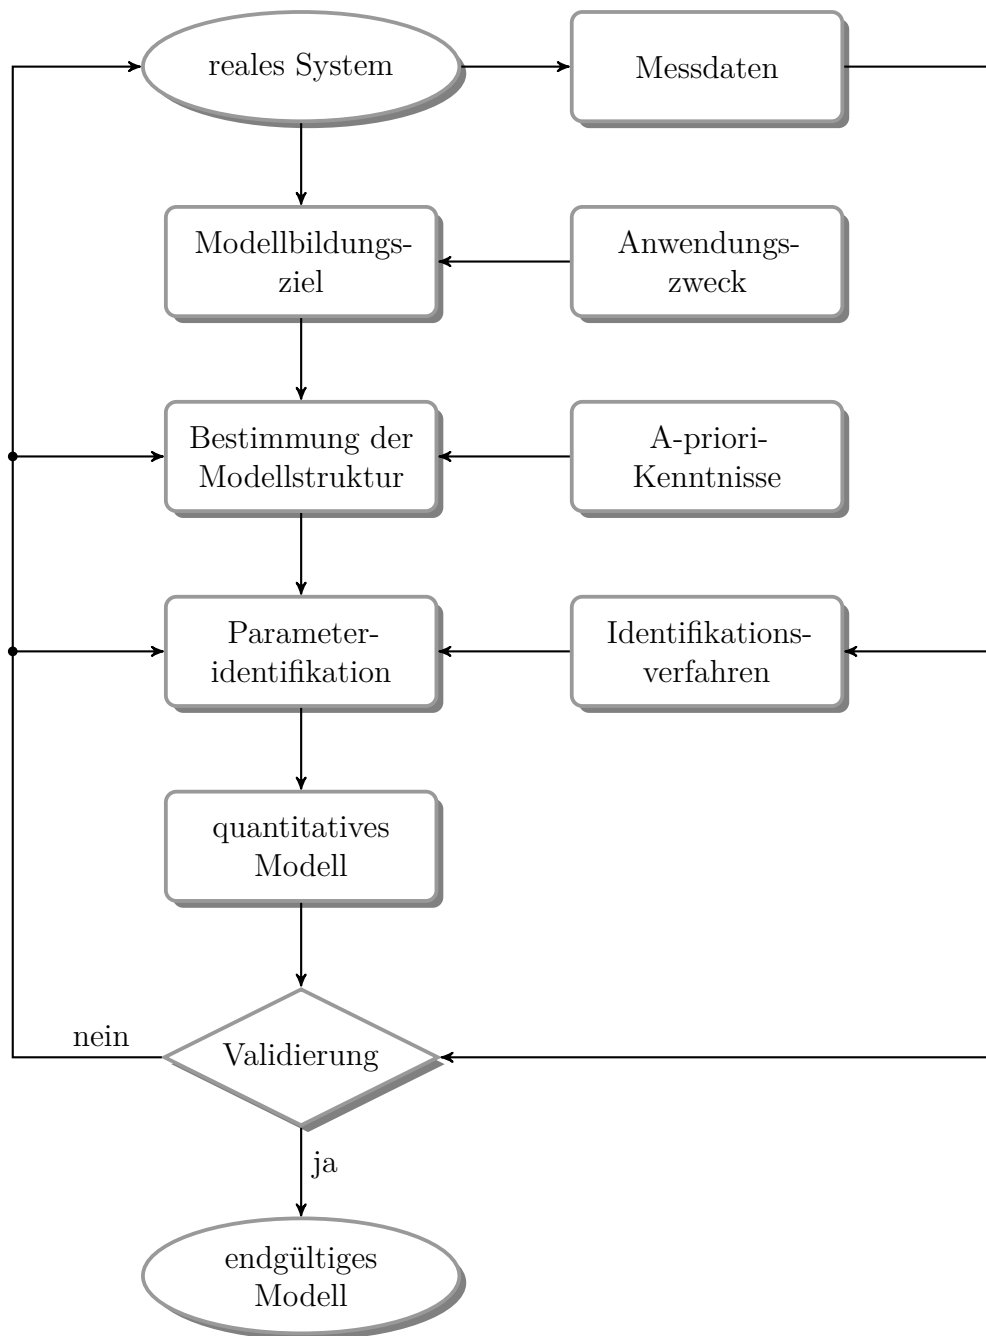 reales System
Messdaten
Modellbildungs-
ziel
Anwendungs-
zweck
Bestimmung der
Modellstruktur
A-priori-
Kenntnisse
Parameter-
identifikation
Identifikations-
verfahren
quantitatives
Modell
nein
Validierung
ja
endgültiges
Modell